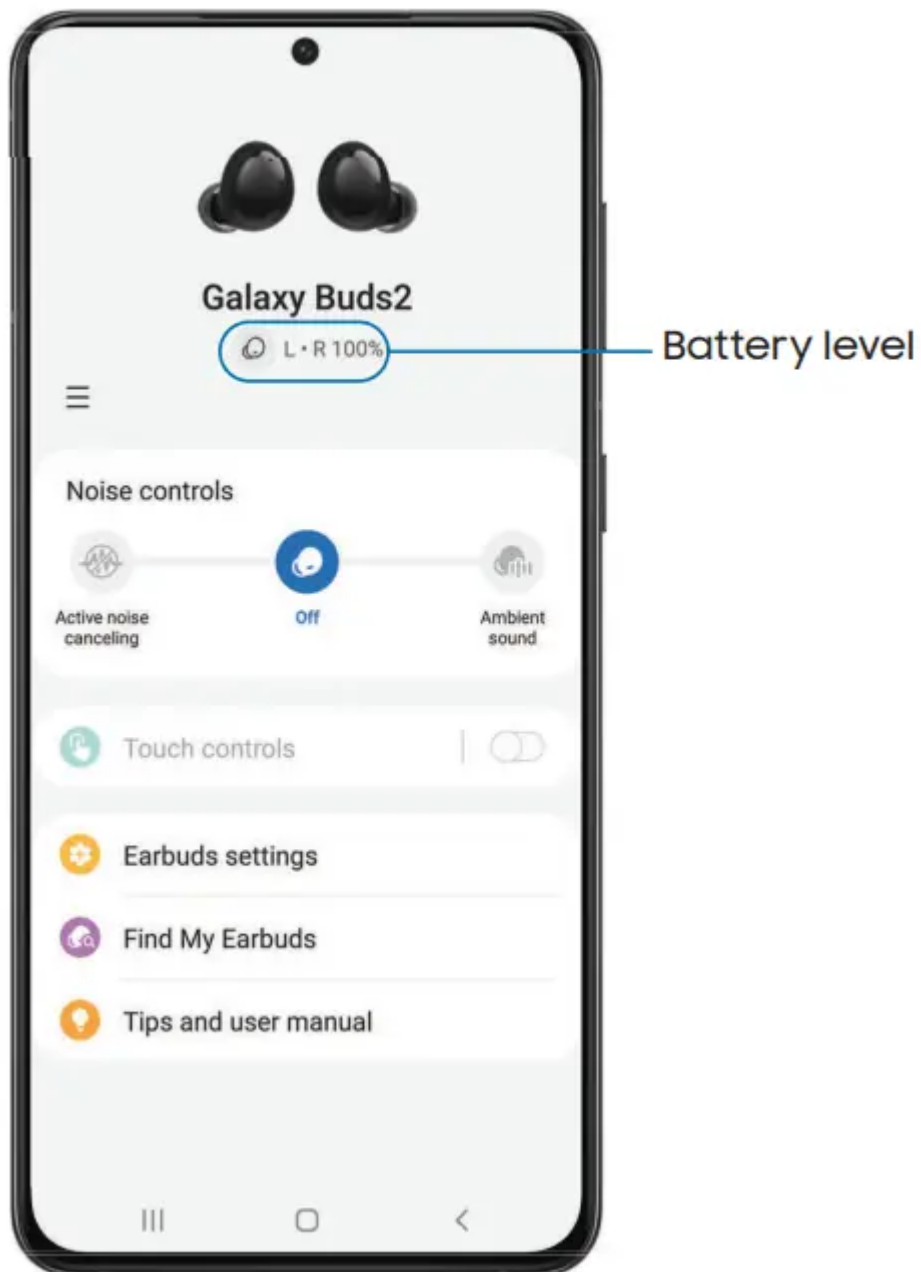 Galaxy Buds2
L • R 100%
Battery level
Noise controls
Active noise
canceling
Off
Ambient
sound
Touch controls
Earbuds settings
Find My Earbuds
Tips and user manual